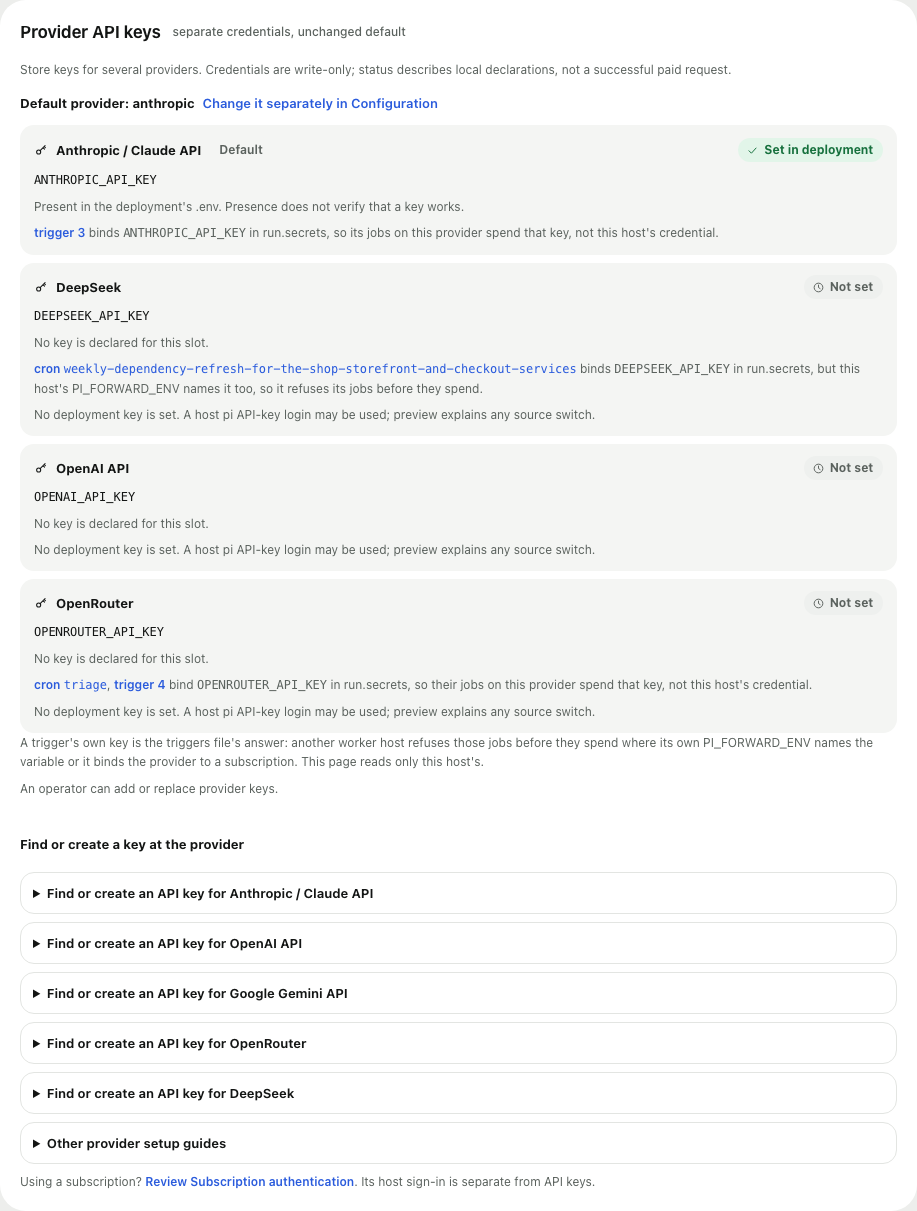 Provider API keys separate credentials, unchanged default
Store keys for several providers. Credentials are write-only; status describes local declarations, not a successful paid request.
Default provider: anthropic Change it separately in Configuration
Anthropic / Claude API Default Set in deployment
ANTHROPIC_API_KEY
Present in the deployment's .env. Presence does not verify that a key works.
trigger 3 binds ANTHROPIC_API_KEY in run.secrets, so its jobs on this provider spend that key, not this host's credential.
DeepSeek Not set
DEEPSEEK_API_KEY
No key is declared for this slot.
cron weekly-dependency-refresh-for-the-shop-storefront-and-checkout-services binds DEEPSEEK_API_KEY in run.secrets, but this
host's PI_FORWARD_ENV names it too, so it refuses its jobs before they spend.
No deployment key is set. A host pi API-key login may be used; preview explains any source switch.
OpenAI API Not set
OPENAI_API_KEY
No key is declared for this slot.
No deployment key is set. A host pi API-key login may be used; preview explains any source switch.
OpenRouter Not set
OPENROUTER_API_KEY
No key is declared for this slot.
cron triage, trigger 4 bind OPENROUTER_API_KEY in run.secrets, so their jobs on this provider spend that key, not this host's credential.
No deployment key is set. A host pi API-key login may be used; preview explains any source switch.
A trigger's own key is the triggers file's answer: another worker host refuses those jobs before they spend where its own PI_FORWARD_ENV names the
variable or it binds the provider to a subscription. This page reads only this host's.
An operator can add or replace provider keys.
Find or create a key at the provider
Find or create an API key for Anthropic / Claude API
Find or create an API key for OpenAI API
Find or create an API key for Google Gemini API
Find or create an API key for OpenRouter
Find or create an API key for DeepSeek
Other provider setup guides
Using a subscription? Review Subscription authentication. Its host sign-in is separate from API keys.